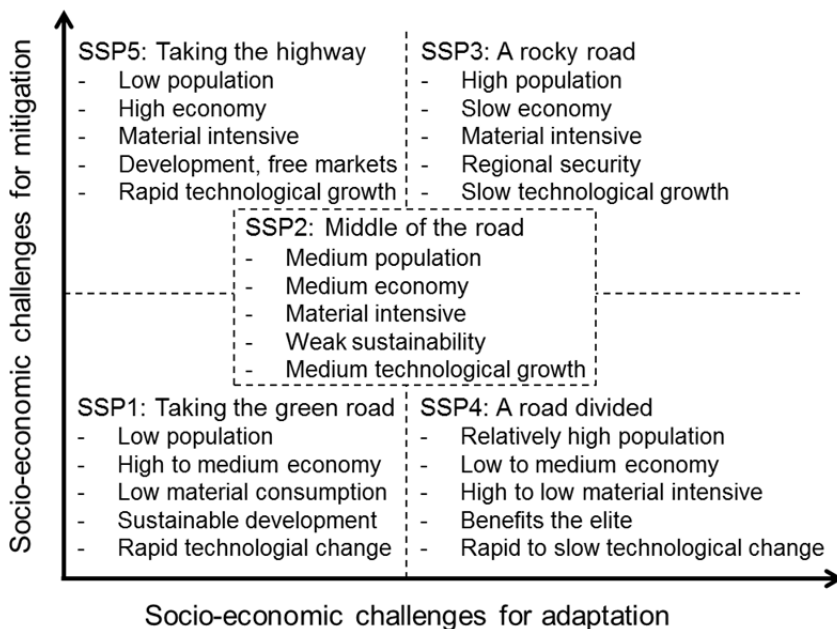 Socio-economic challenges for mitigation
SSP5: Taking the highway
- Low population
- High economy
- Material intensive
- Development, free markets
- Rapid technological growth
SSP3: A rocky road
- High population
- Slow economy
- Material intensive
- Regional security
- Slow technological growth
SSP2: Middle of the road
- Medium population
- Medium economy
- Material intensive
- Weak sustainability
- Medium technological growth
SSP1: Taking the green road
- Low population
- High to medium economy
- Low material consumption
- Sustainable development
- Rapid technologial change
SSP4: A road divided
- Relatively high population
- Low to medium economy
- High to low material intensive
- Benefits the elite
- Rapid to slow technological change
Socio-economic challenges for adaptation